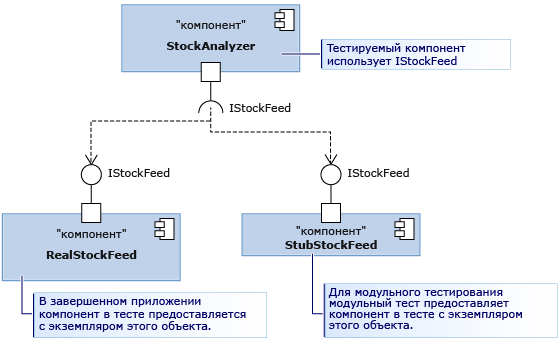 "компонент"
StockAnalyzer
Тестируемый компонент
использует IStockFeed
IStockFeed
IStockFeed
IStockFeed
"компонент"
RealStockFeed
"компонент"
StubStockFeed
В завершенном приложении
компонент в тесте предоставляется
с экземпляром этого объекта.
Для модульного тестирования
модульный тест предоставляет
компонент в тесте с экземпляром
этого объекта.